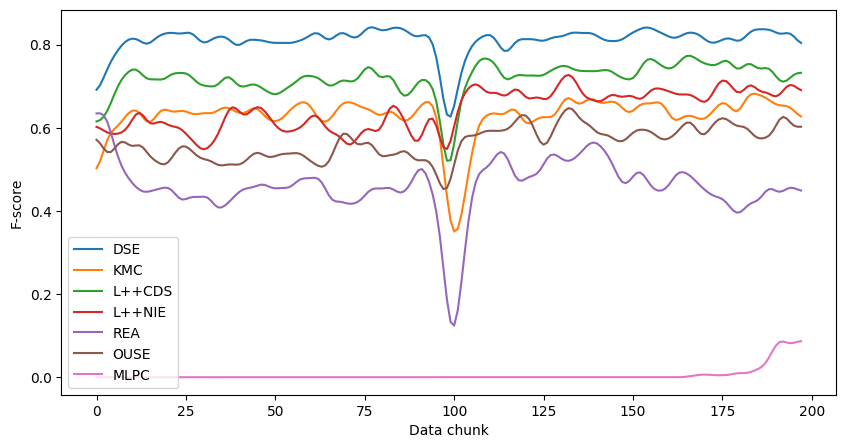 F-score
0.8
0.6
0.4
0.2
0.0
DSE
KMC
L++CDS
L++NIE
REA
OUSE
MLPC
0 25 50 75 100 125 150 175 200
Data chunk